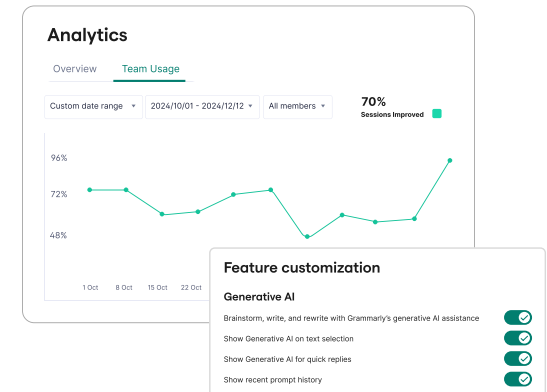 Analytics
Overview Team Usage
Custom date range 2024/10/01 - 2024/12/12 All members 70%
Sessions Improved
96%
72%
48%
1 Oct 8 Oct 15 Oct 22 Oct
Feature customization
Generative AI
Brainstorm, write, and rewrite with Grammarly's generative AI assistance
Show Generative AI on text selection
Show Generative AI for quick replies
Show recent prompt history